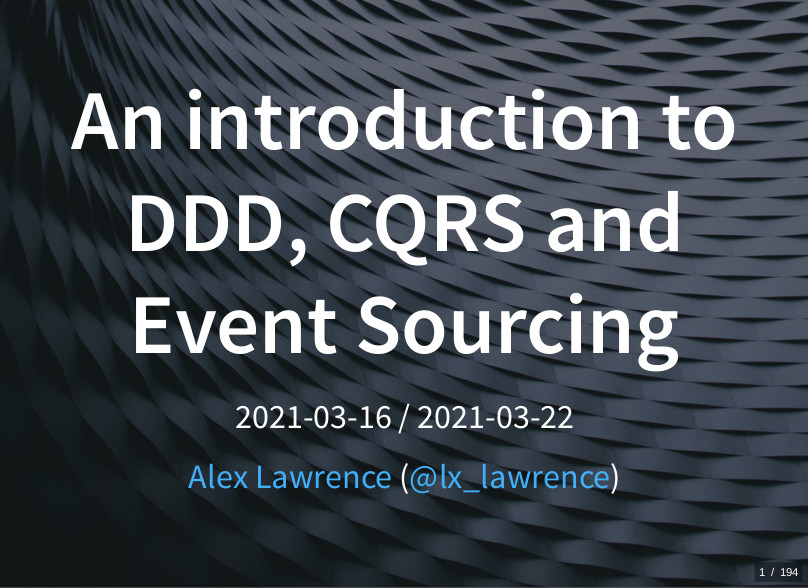 An introduction to
DDD, CQRS and
Event Sourcing
2021-03-16 / 2021-03-22
Alex Lawrence (@lx_lawrence)
1 / 194